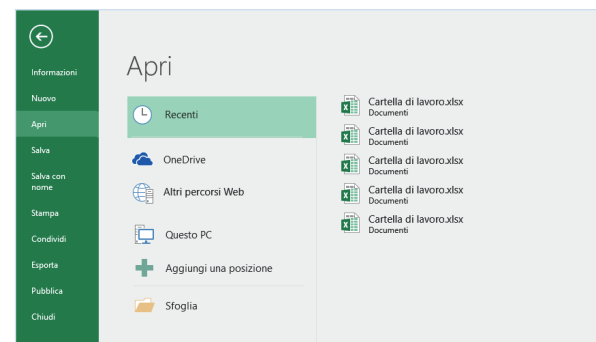 Informazioni
Nuovo
Apri
Salva
Salva con
nome
Stampa
Condividi
Esporta
Pubblica
Chiudi
Apri
Recenti
OneDrive
Altri percorsi Web
Questo PC
Aggiungi una posizione
Sfoglia
Cartella di lavoro.xlsx
Documenti
Cartella di lavoro.xlsx
Documenti
Cartella di lavoro.xlsx
Documenti
Cartella di lavoro.xlsx
Documenti
Cartella di lavoro.xlsx
Documenti